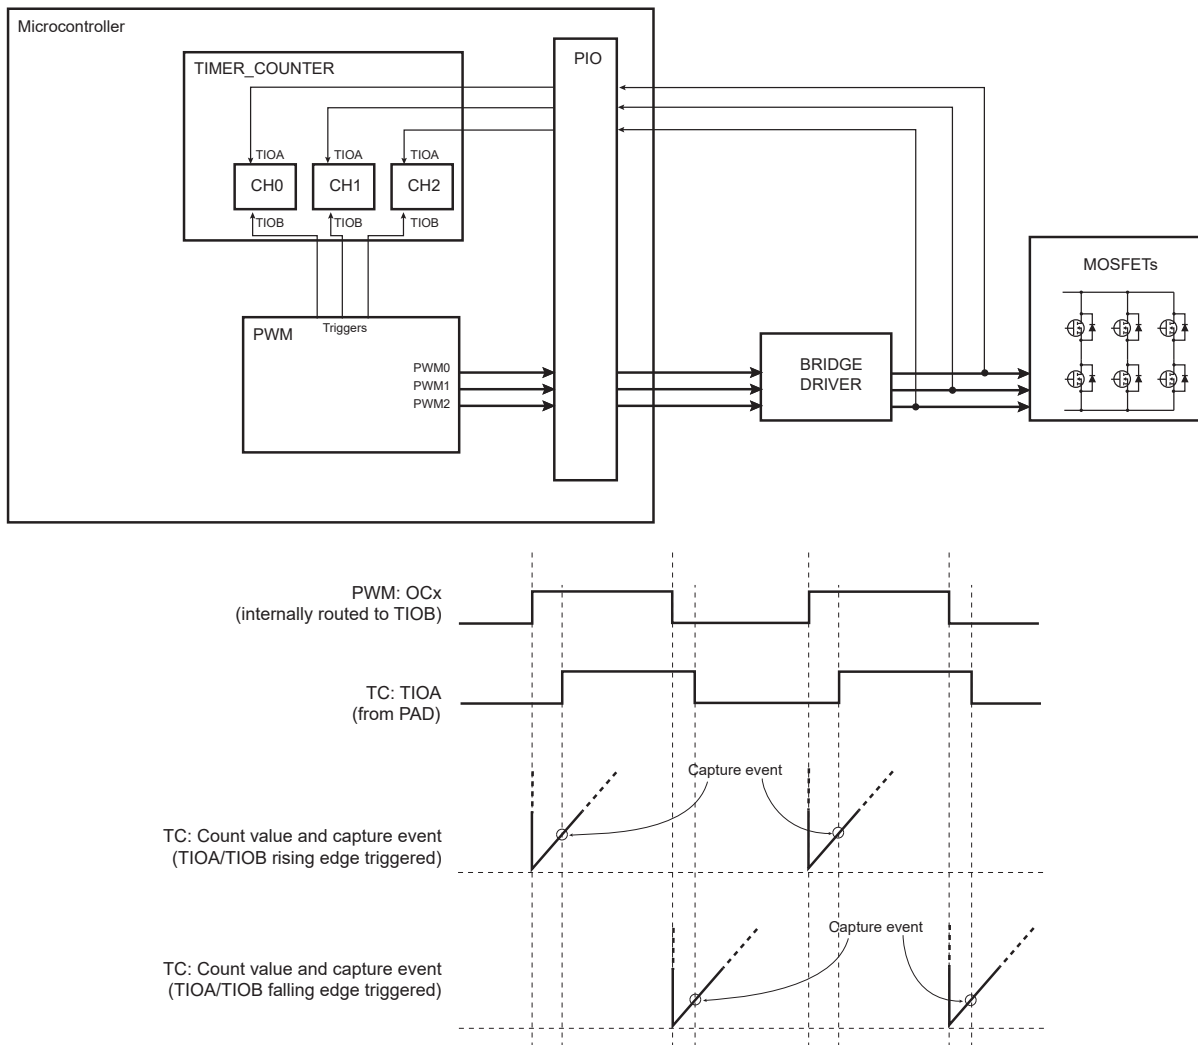 Microcontroller
PIO
TIMER_COUNTER
TIOA
TIOA
TIOA
CH0
CH1
CH2
TIOB
TIOB
TIOB
MOSFETs
Triggers
PWM
BRIDGE
DRIVER
PWM0
PWM1
PWM2
PWM: OCx
(internally routed to TIOB)
TC: TIOA
(from PAD)
Capture event
TC: Count value and capture event
(TIOA/TIOB rising edge triggered)
Capture event
TC: Count value and capture event
(TIOA/TIOB falling edge triggered)